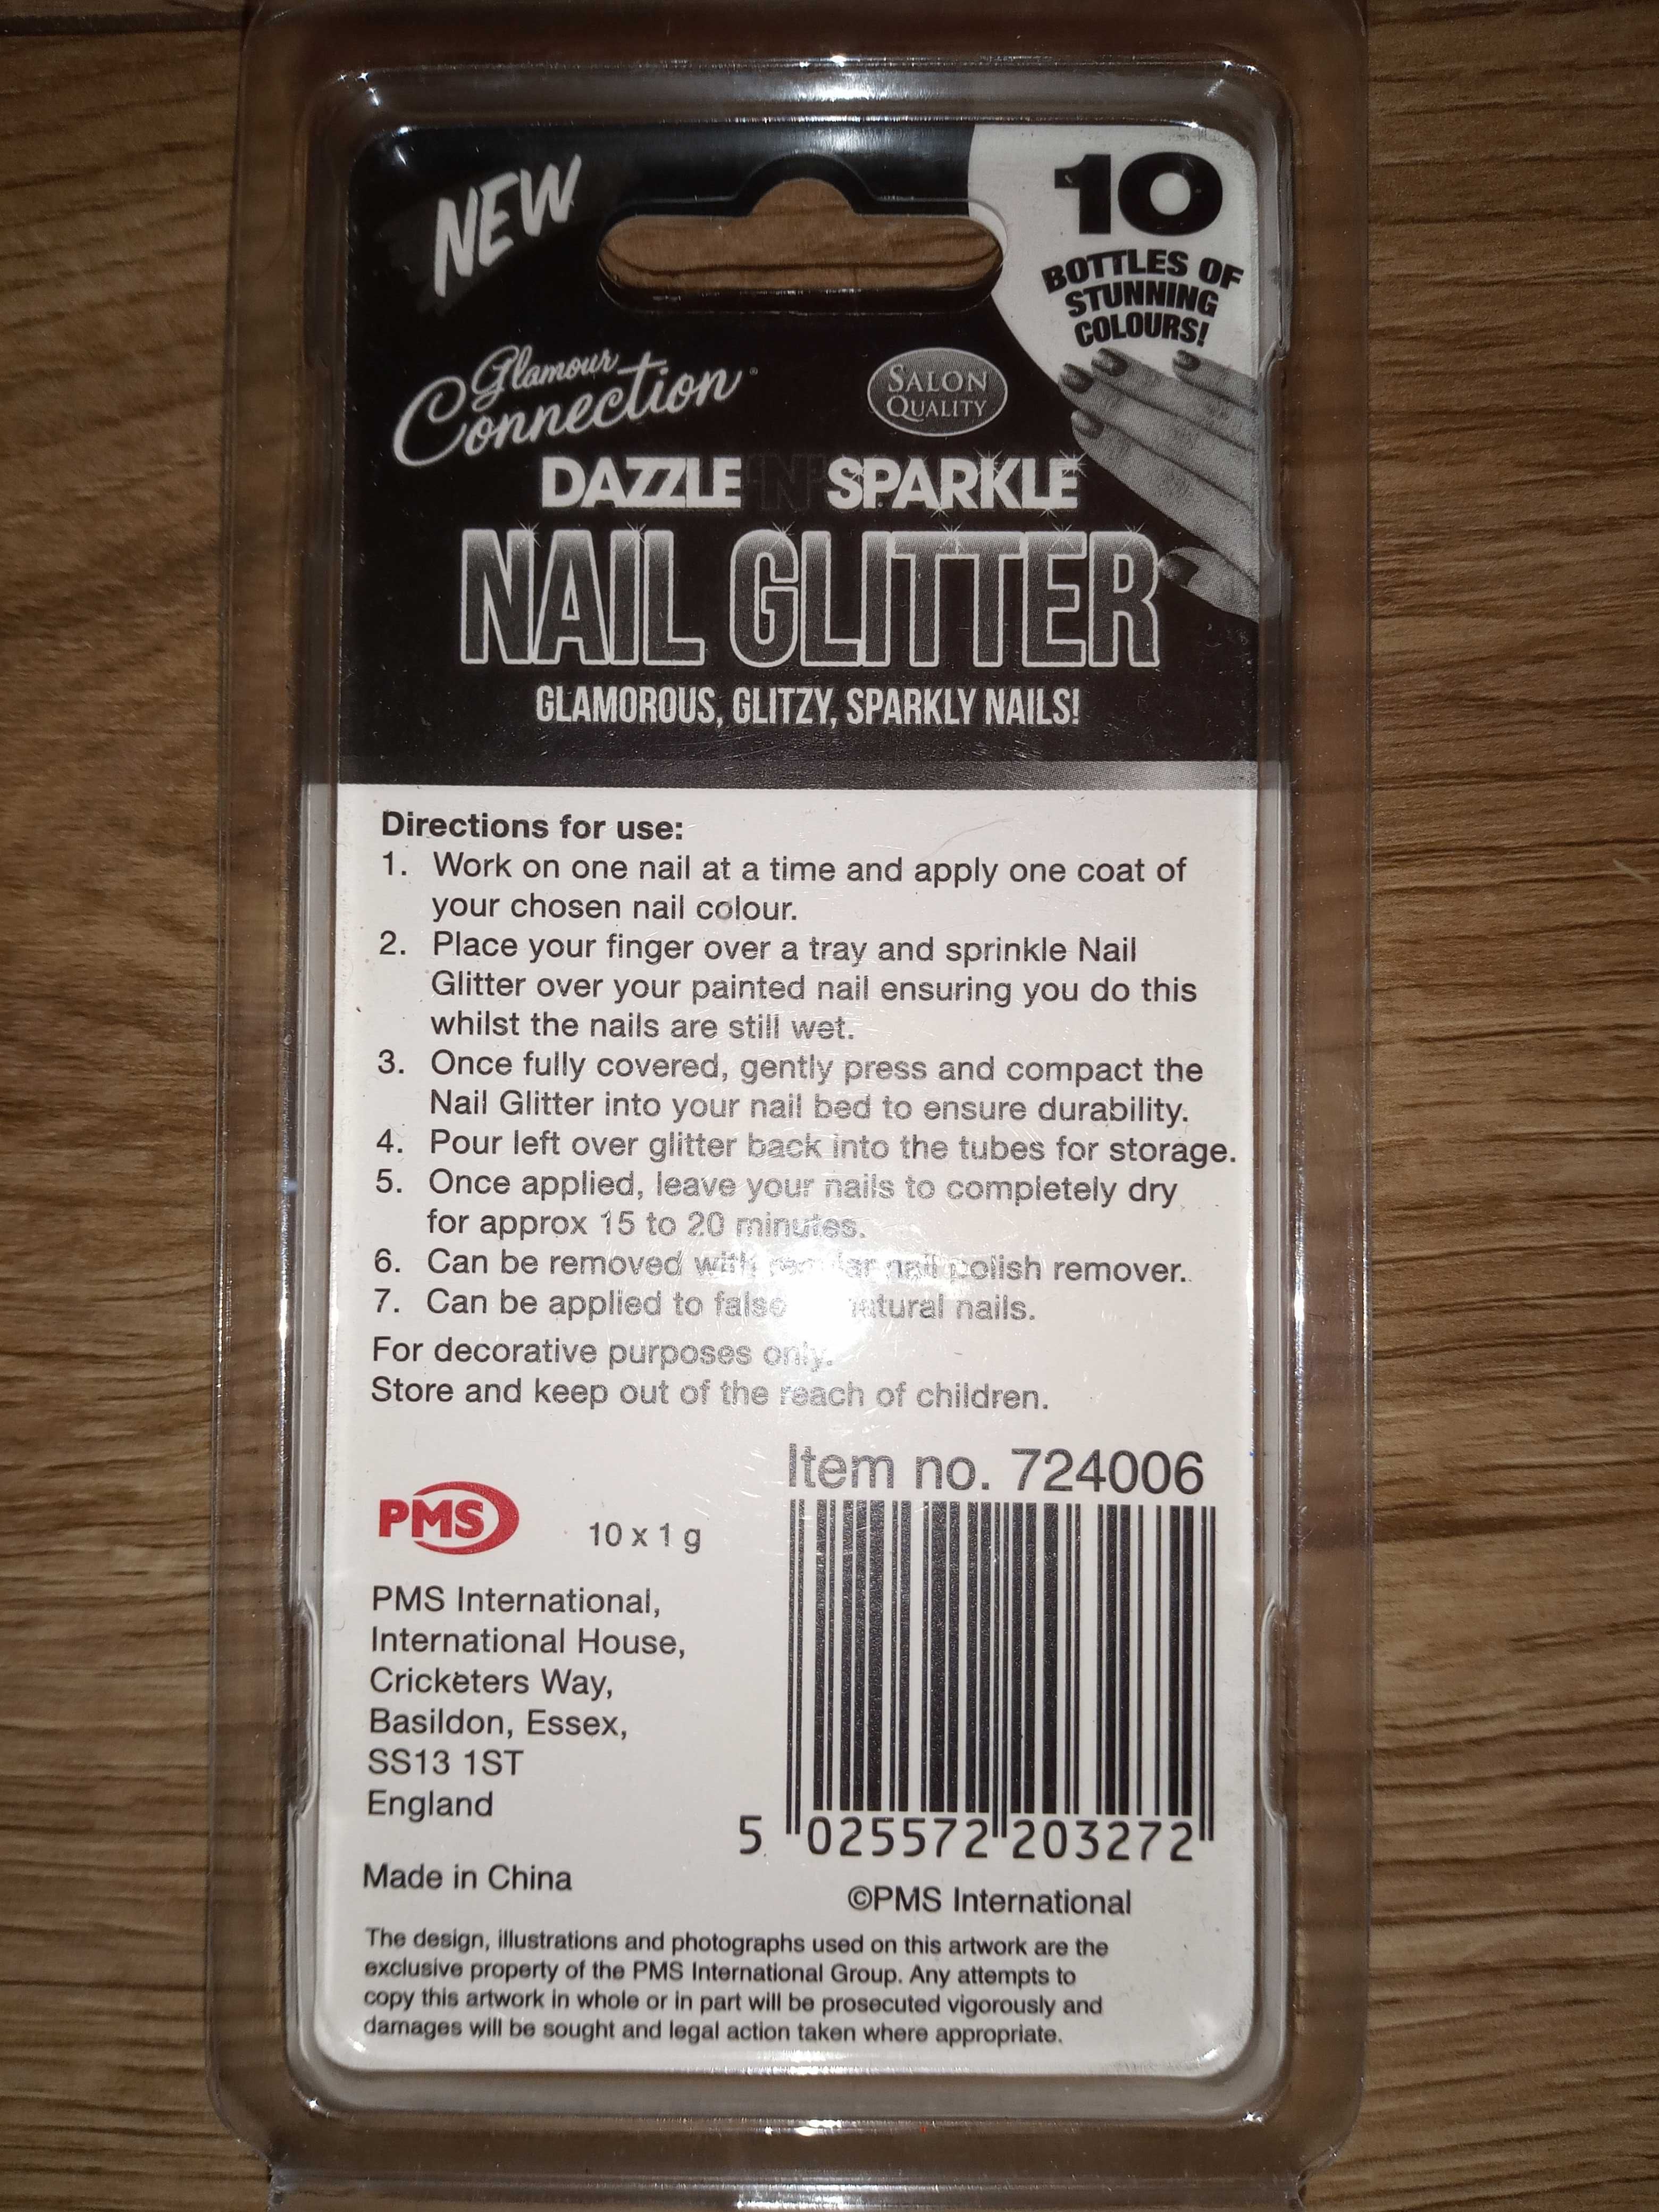 NEW
10
BOTTLES OF
STUNNING
COLOURS!
Glamour
Connection
SALON
QUALITY
DAZZLE 'N' SPARKLE
NAIL GLITTER
GLAMOROUS, GLITZY, SPARKLY NAILS!
Directions for use:
1. Work on one nail at a time and apply one coat of
your chosen nail colour.
2. Place your finger over a tray and sprinkle Nail
Glitter over your painted nail ensuring you do this
whilst the nails are still wet.
3. Once fully covered, gently press and compact the
Nail Glitter into your nail bed to ensure durability.
4. Pour left over glitter back into the tubes for storage.
5. Once applied, leave your nails to completely dry
for approx 15 to 20 minutes.
6. Can be removed with regular nail polish remover.
7. Can be applied to false natural nails.
For decorative purposes only.
Store and keep out of the reach of children.
Item no. 724006
PMS
10 x 1 g
PMS International,
International House,
Cricketers Way,
Basildon, Essex,
SS13 1ST
England
5 025572 203272
Made in China
©PMS International
The design, illustrations and photographs used on this artwork are the
exclusive property of the PMS International Group. Any attempts to
copy this artwork in whole or in part will be prosecuted vigorously and
damages will be sought and legal action taken where appropriate.